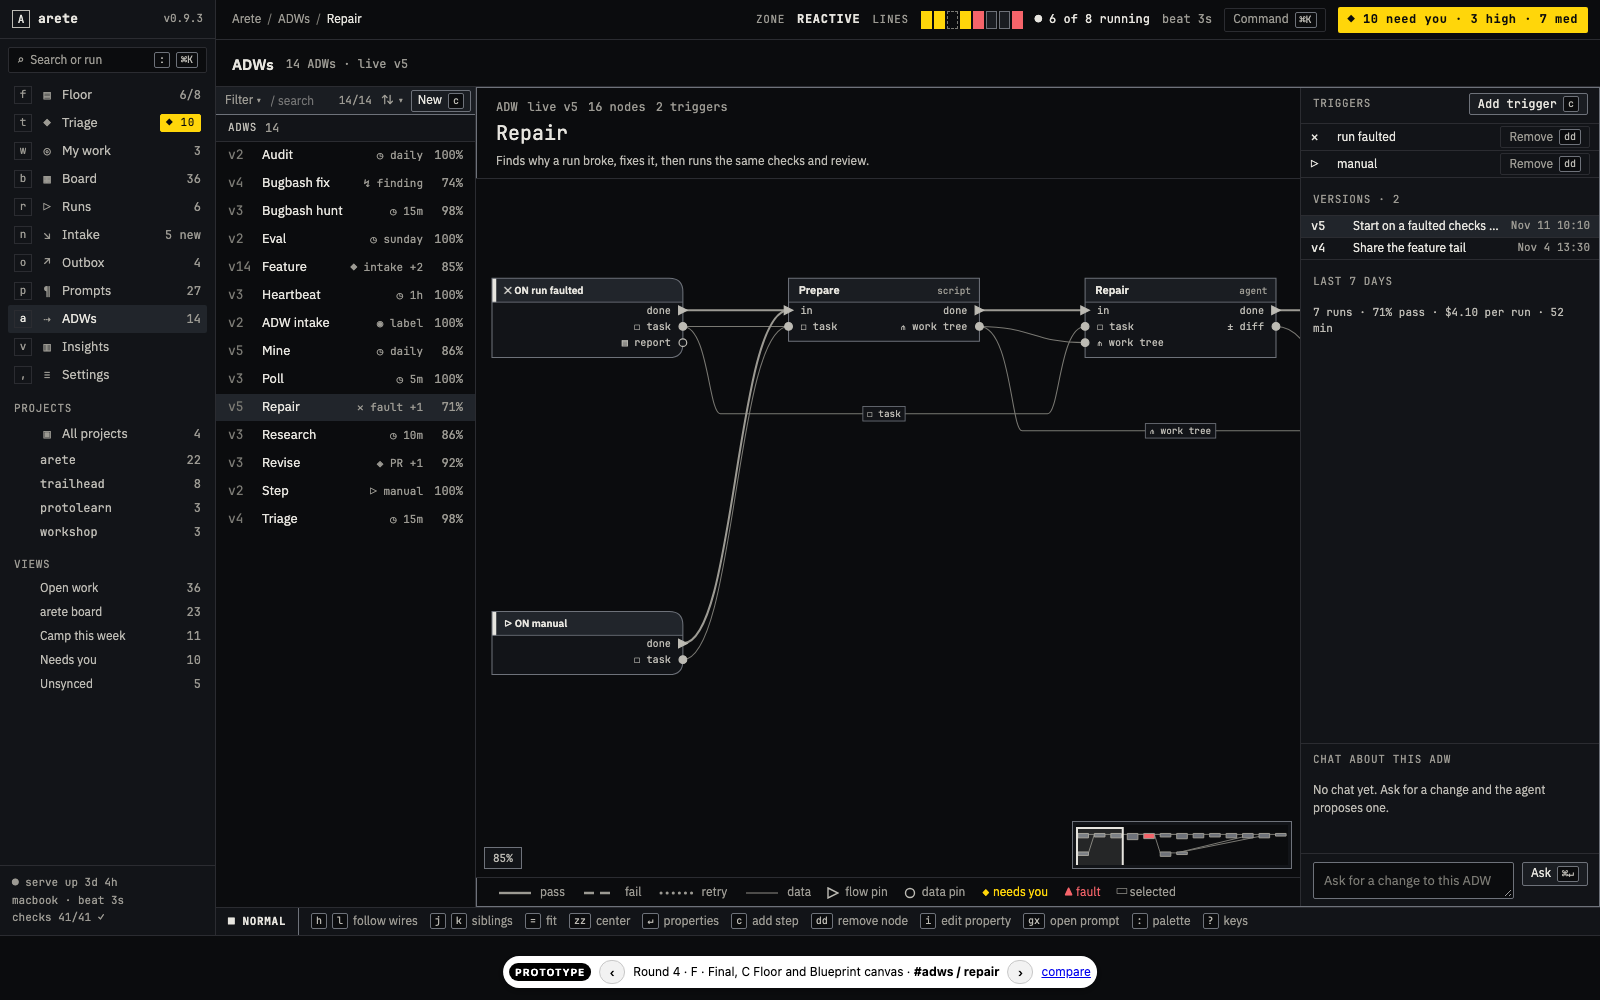 A arete v0.9.3
Search or run : ⌘K
f Floor 6/8
t Triage ◆ 10
w My work 3
b Board 36
r Runs 6
n Intake 5 new
o Outbox 4
p Prompts 27
a ADWs 14
v Insights
, Settings
PROJECTS
All projects 4
arete 22
trailhead 8
protolearn 3
workshop 3
VIEWS
Open work 36
arete board 23
Camp this week 11
Needs you 10
Unsynced 5
serve up 3d 4h
macbook · beat 3s
checks 41/41 ✓
Arete / ADWs / Repair
ZONE REACTIVE LINES 6 of 8 running beat 3s Command ⌘K ◆ 10 need you · 3 high · 7 med
ADWs 14 ADWs · live v5
Filter / search 14/14 New c
ADWS 14
v2 Audit daily 100%
v4 Bugbash fix finding 74%
v3 Bugbash hunt 15m 98%
v2 Eval sunday 100%
v14 Feature ◆ intake +2 85%
v3 Heartbeat 1h 100%
v2 ADW intake label 100%
v5 Mine daily 86%
v3 Poll 5m 100%
v5 Repair × fault +1 71%
v3 Research 10m 86%
v3 Revise ◆ PR +1 92%
v2 Step ▷ manual 100%
v4 Triage 15m 98%
ADW live v5 16 nodes 2 triggers
Repair
Finds why a run broke, fixes it, then runs the same checks and review.
× ON run faulted
done
task
report
Prepare script
in done
task work tree
Repair agent
in done
task ± diff
work tree
task
work tree
▷ ON manual
done
task
85%
pass fail retry data flow pin data pin ◆ needs you fault selected
TRIGGERS Add trigger c
× run faulted Remove dd
▷ manual Remove dd
VERSIONS · 2
v5 Start on a faulted checks ... Nov 11 10:10
v4 Share the feature tail Nov 4 13:30
LAST 7 DAYS
7 runs · 71% pass · $4.10 per run · 52
min
CHAT ABOUT THIS ADW
No chat yet. Ask for a change and the agent
proposes one.
Ask for a change to this ADW Ask ⌘↵
■ NORMAL h l follow wires j k siblings = fit zz center ↵ properties c add step dd remove node i edit property gx open prompt : palette ? keys
PROTOTYPE ‹ Round 4 · F · Final, C Floor and Blueprint canvas · #adws / repair › compare